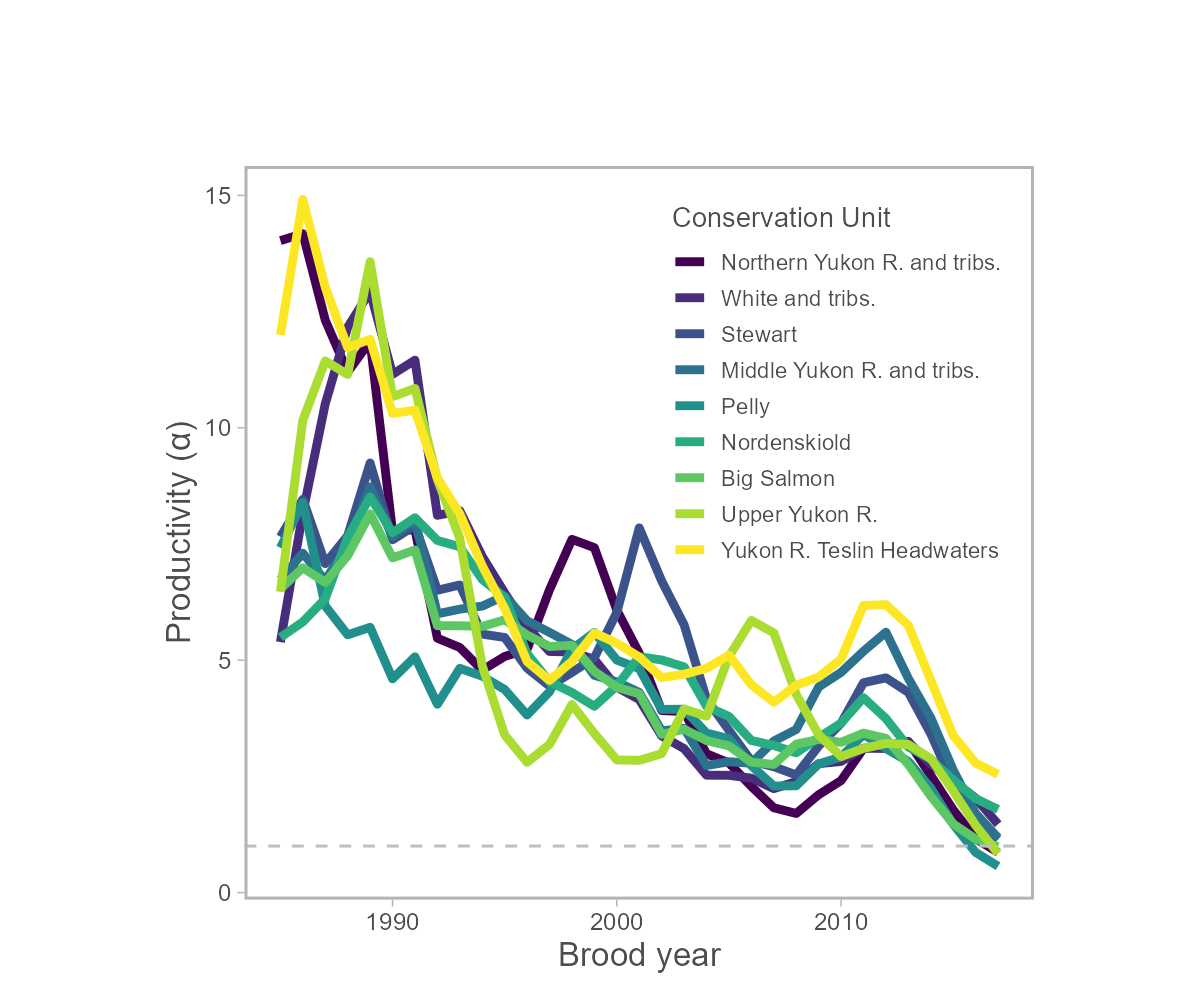 15
10
5
0
Productivity (α)
Conservation Unit
Northern Yukon R. and tribs.
White and tribs.
Stewart
Middle Yukon R. and tribs.
Pelly
Nordenskiold
Big Salmon
Upper Yukon R.
Yukon R. Teslin Headwaters
1990 2000 2010
Brood year